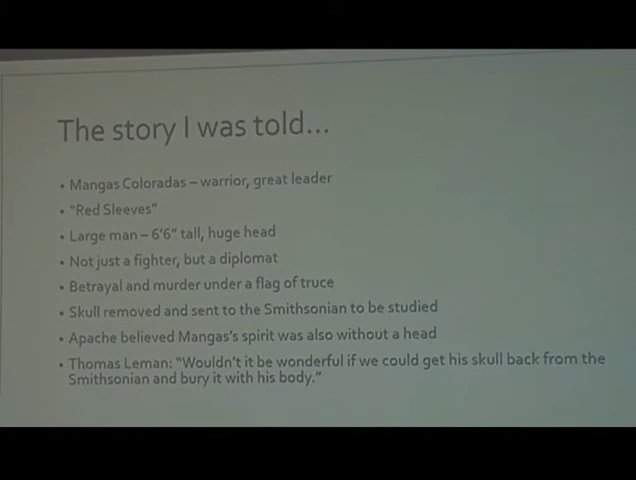 The story I was told...
• Mangas Coloradas – warrior, great leader
• "Red Sleeves"
• Large man – 6'6" tall, huge head
• Not just a fighter, but a diplomat
• Betrayal and murder under a flag of truce
• Skull removed and sent to the Smithsonian to be studied
• Apache believed Mangas's spirit was also without a head
• Thomas Leman: "Wouldn't it be wonderful if we could get his skull back from the
Smithsonian and bury it with his body."